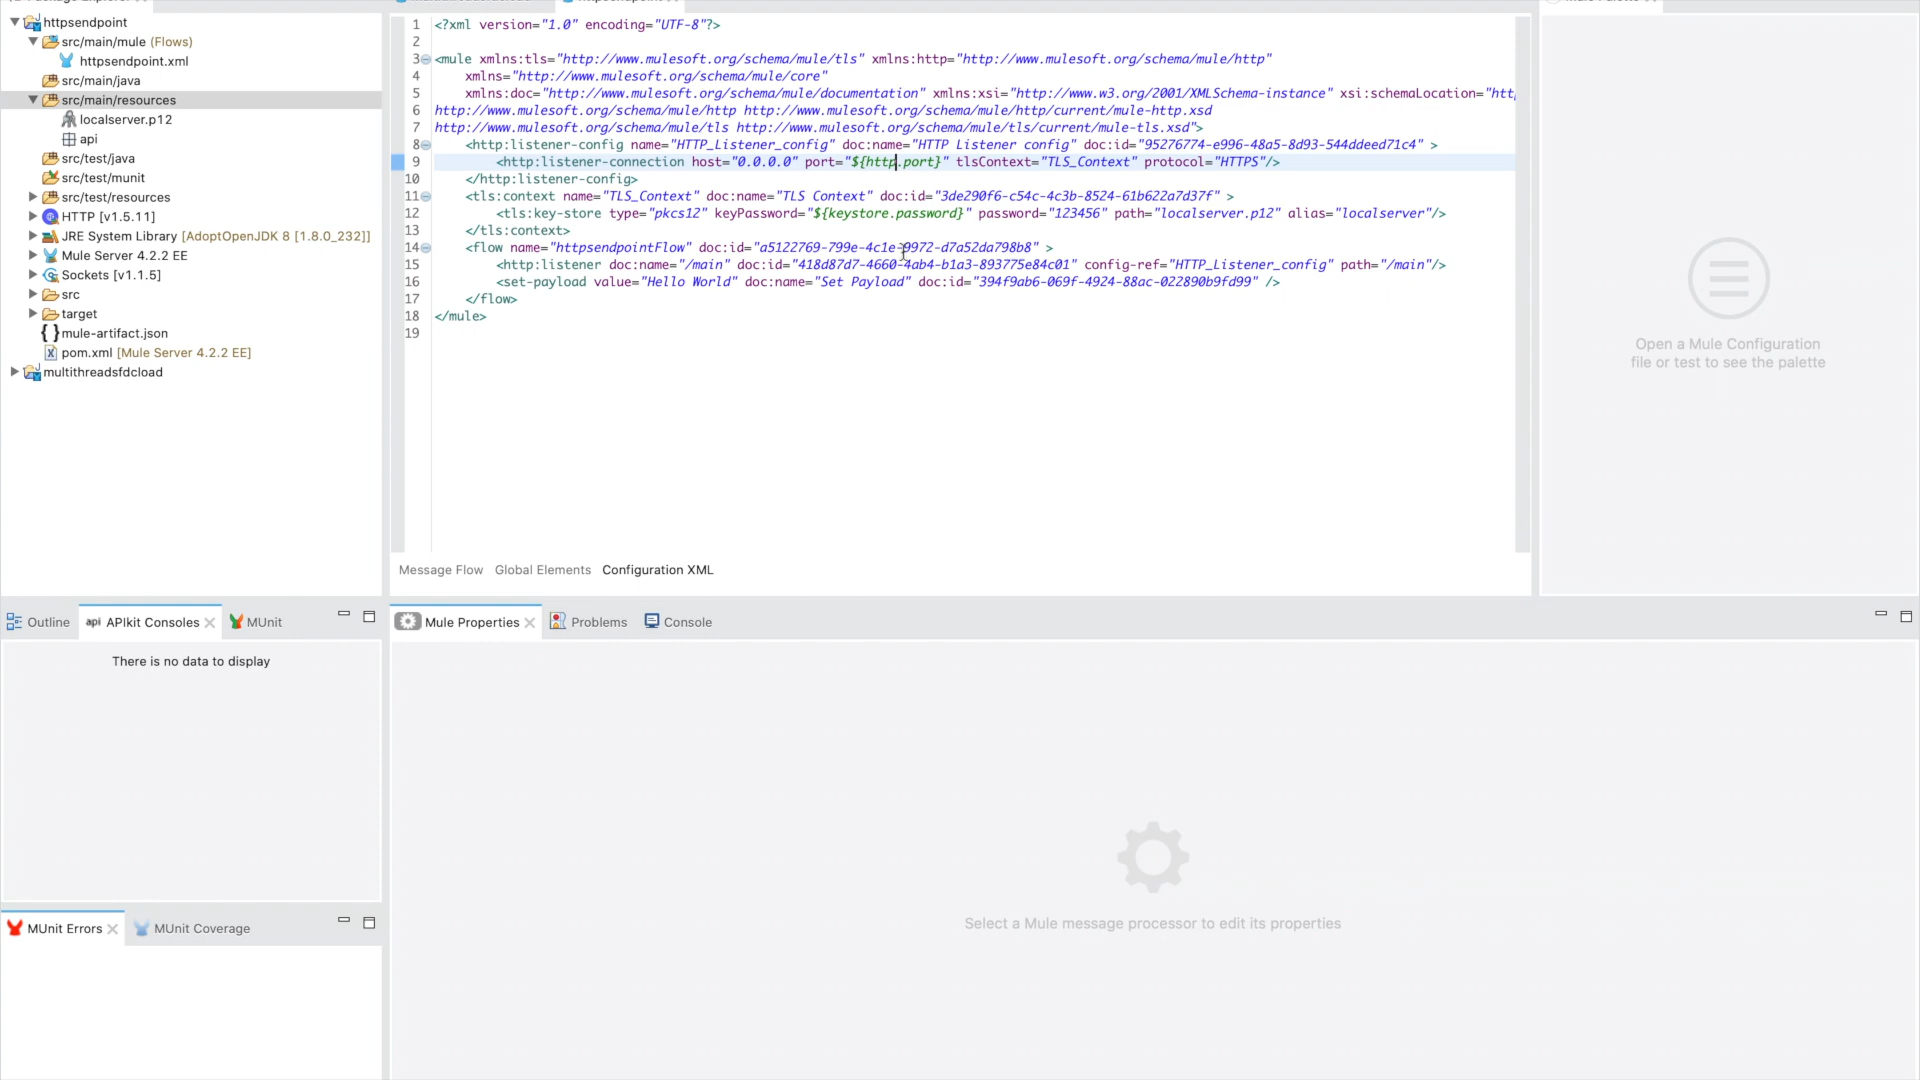 httpsendpoint
src/main/mule (Flows)
httpsendpoint.xml
src/main/java
src/main/resources
localserver.p12
api
src/test/java
src/test/munit
src/test/resources
HTTP [v1.5.11]
JRE System Library [AdoptOpenJDK 8 [1.8.0_232]]
Mule Server 4.2.2 EE
Sockets [v1.1.5]
src
target
mule-artifact.json
pom.xml [Mule Server 4.2.2 EE]
multithreadsfdcload
1 <?xml version="1.0" encoding="UTF-8"?>
2
3 <mule xmlns:tls="http://www.mulesoft.org/schema/mule/tls" xmlns:http="http://www.mulesoft.org/schema/mule/http"
4 xmlns="http://www.mulesoft.org/schema/mule/core"
5 xmlns:doc="http://www.mulesoft.org/schema/mule/documentation" xmlns:xsi="http://www.w3.org/2001/XMLSchema-instance" xsi:schemaLocation="htt
6 http://www.mulesoft.org/schema/mule/http http://www.mulesoft.org/schema/mule/http/current/mule-http.xsd
7 http://www.mulesoft.org/schema/mule/tls http://www.mulesoft.org/schema/mule/tls/current/mule-tls.xsd">
8 <http:listener-config name="HTTP_Listener_config" doc:name="HTTP Listener config" doc:id="95276774-e996-48a5-8d93-544ddeed71c4" >
9 <http:listener-connection host="0.0.0.0" port="${http.port}" tlsContext="TLS_Context" protocol="HTTPS"/>
10 </http:listener-config>
11 <tls:context name="TLS_Context" doc:name="TLS Context" doc:id="3de290f6-c54c-4c3b-8524-61b622a7d37f" >
12 <tls:key-store type="pkcs12" keyPassword="${keystore.password}" password="123456" path="localserver.p12" alias="localserver"/>
13 </tls:context>
14 <flow name="httpsendpointFlow" doc:id="a5122769-799e-4c1e-9972-d7a52da798b8" >
15 <http:listener doc:name="/main" doc:id="418d87d7-4660-4ab4-b1a3-893775e84c01" config-ref="HTTP_Listener_config" path="/main"/>
16 <set-payload value="Hello World" doc:name="Set Payload" doc:id="394f9ab6-069f-4924-88ac-022890b9fd99" />
17 </flow>
18 </mule>
19
Message Flow Global Elements Configuration XML
Open a Mule Configuration
file or test to see the palette
Outline api APIkit Consoles MUnit
There is no data to display
Mule Properties Problems Console
Select a Mule message processor to edit its properties
MUnit Errors MUnit Coverage